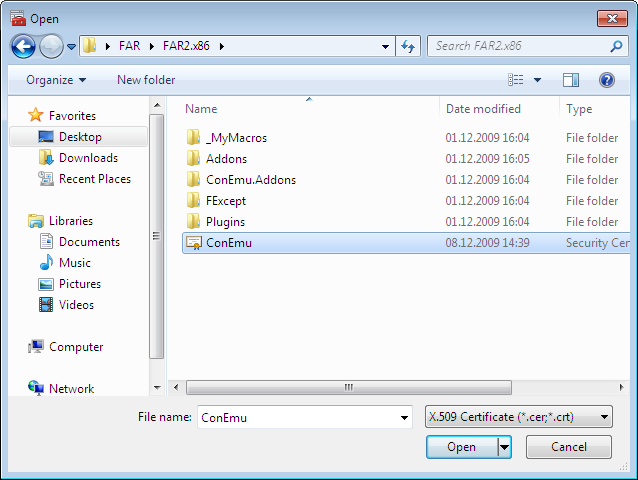 Open
FAR FAR2.x86 Search FAR2.x86
Organize New folder
Favorites
Desktop
Downloads
Recent Places
Libraries
Documents
Music
Pictures
Videos
Computer
Network
Name Date modified Type
_MyMacros 01.12.2009 16:04 File folder
Addons 01.12.2009 16:05 File folder
ConEmu.Addons 01.12.2009 16:04 File folder
FExcept 01.12.2009 16:04 File folder
Plugins 01.12.2009 16:04 File folder
ConEmu 08.12.2009 14:39 Security Cer
File name: ConEmu X.509 Certificate (*.cer;*.crt)
Open Cancel